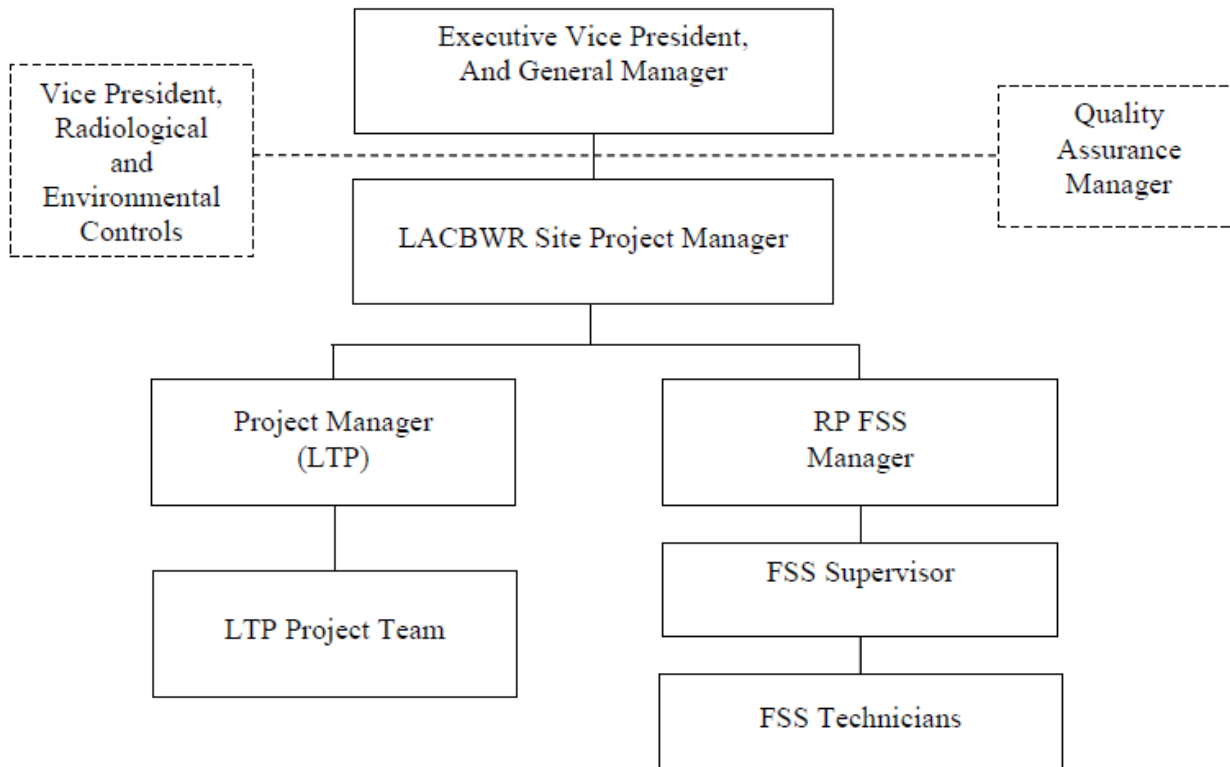 Executive Vice President,
And General Manager
Vice President,
Radiological
and
Environmental
Controls
Quality
Assurance
Manager
LACBWR Site Project Manager
Project Manager
(LTP)
RP FSS
Manager
LTP Project Team
FSS Supervisor
FSS Technicians